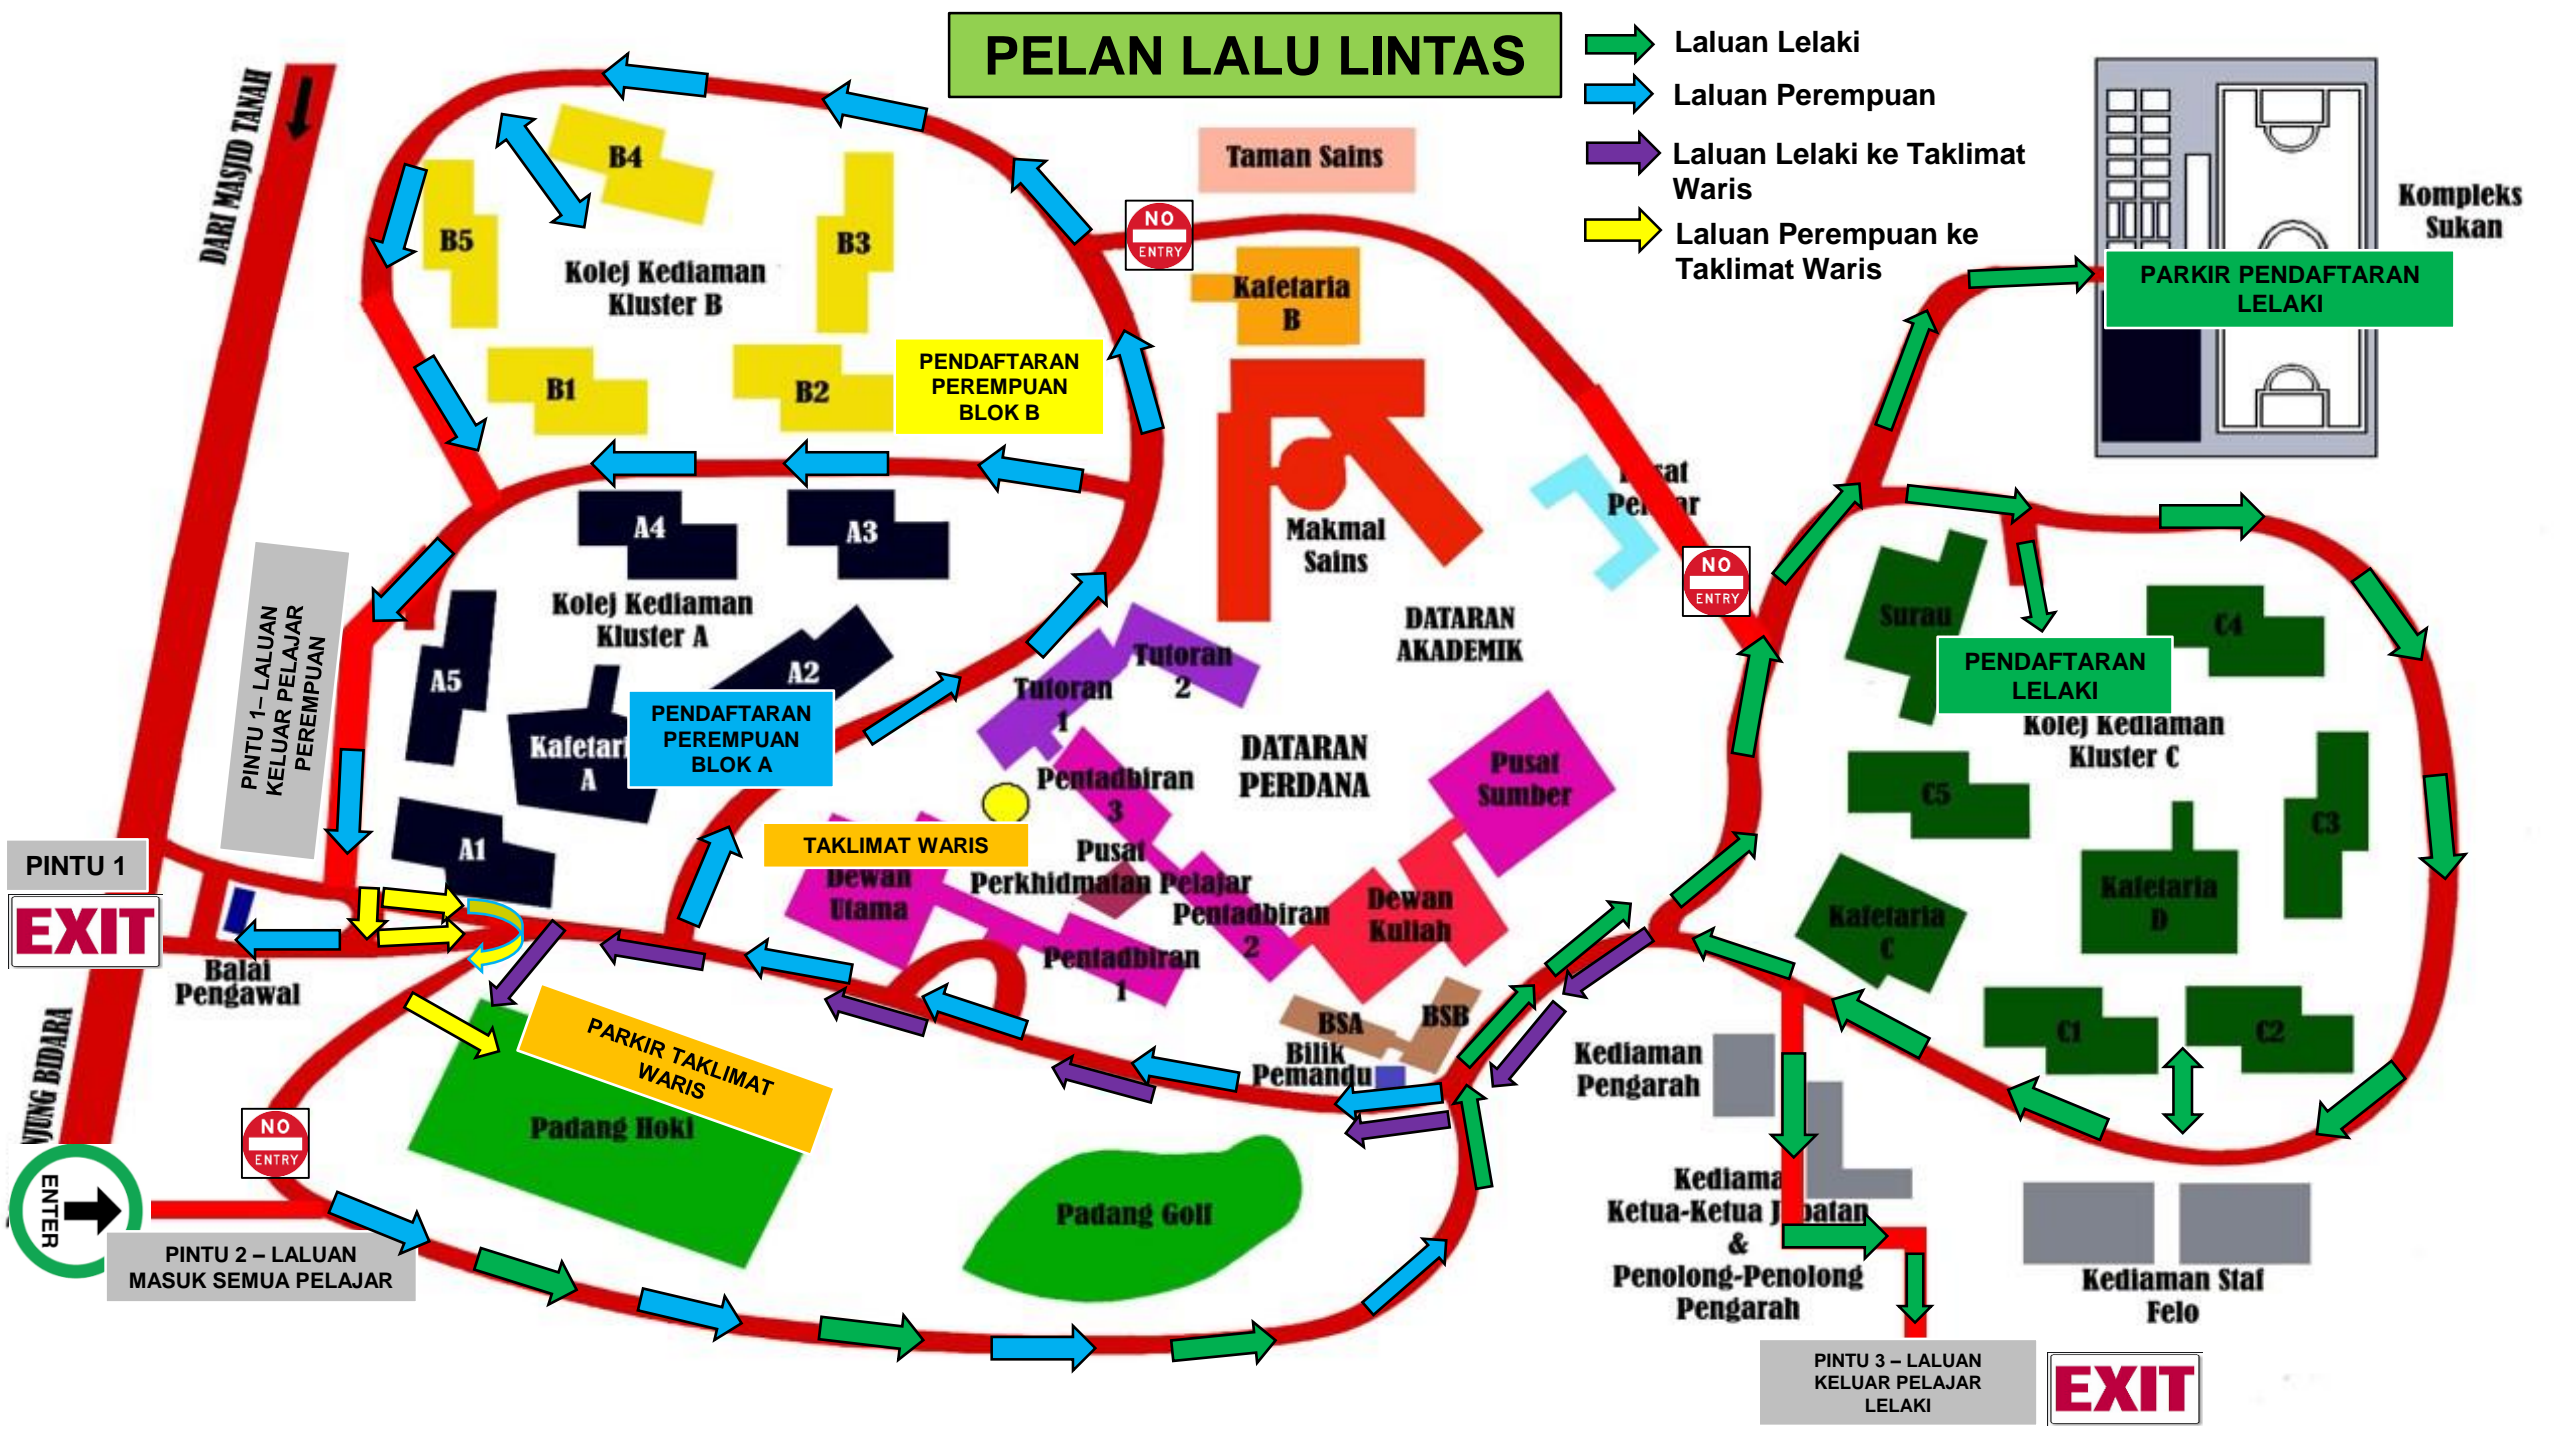 PELAN LALU LINTAS
Laluan Lelaki
Laluan Perempuan
Laluan Lelaki ke Taklimat
Waris
Laluan Perempuan ke
Taklimat Waris
DARI MASJID TANAH
Taman Sains
NO
ENTRY
Kafetaria
B
Kompleks
Sukan
PARKIR PENDAFTARAN
LELAKI
B4
B5
B3
Kolej Kediaman
Kluster B
B1
B2
PENDAFTARAN
PEREMPUAN
BLOK B
A4
A3
Kolej Kediaman
Kluster A
A5
A2
A
A1
PENDAFTARAN
PEREMPUAN
BLOK A
Makmal
Sains
DATARAN
AKADEMIK
NO
ENTRY
Tutoran
2
Tutoran
1
DATARAN
PERDANA
Pusat
Sumber
Pentadbiran
3
TAKLIMAT WARIS
Pusat
Perkhidmatan Pelajar
Dewan
Utama
Pentadbiran
2
Pentadbiran
1
Dewan
Kuliah
BSA
BSB
Bilik
Pemandu
Surau
C4
PENDAFTARAN
LELAKI
Kolej Kediaman
Kluster C
C5
C3
Kafetaria
C
Kafetaria
D
C1
C2
PINTU 1– LALUAN
KELUAR PELAJAR
PEREMPUAN
PINTU 1
EXIT
Balai
Pengawal
BIDARA
PARKIR TAKLIMAT
WARIS
Padang Hoki
Padang Golf
NO
ENTRY
ENTER
PINTU 2 – LALUAN
MASUK SEMUA PELAJAR
Kediaman
Pengarah
Ketua-Ketua
&
Penolong-Penolong
Pengarah
Kediaman Staf
Felo
PINTU 3 – LALUAN
KELUAR PELAJAR
LELAKI
EXIT